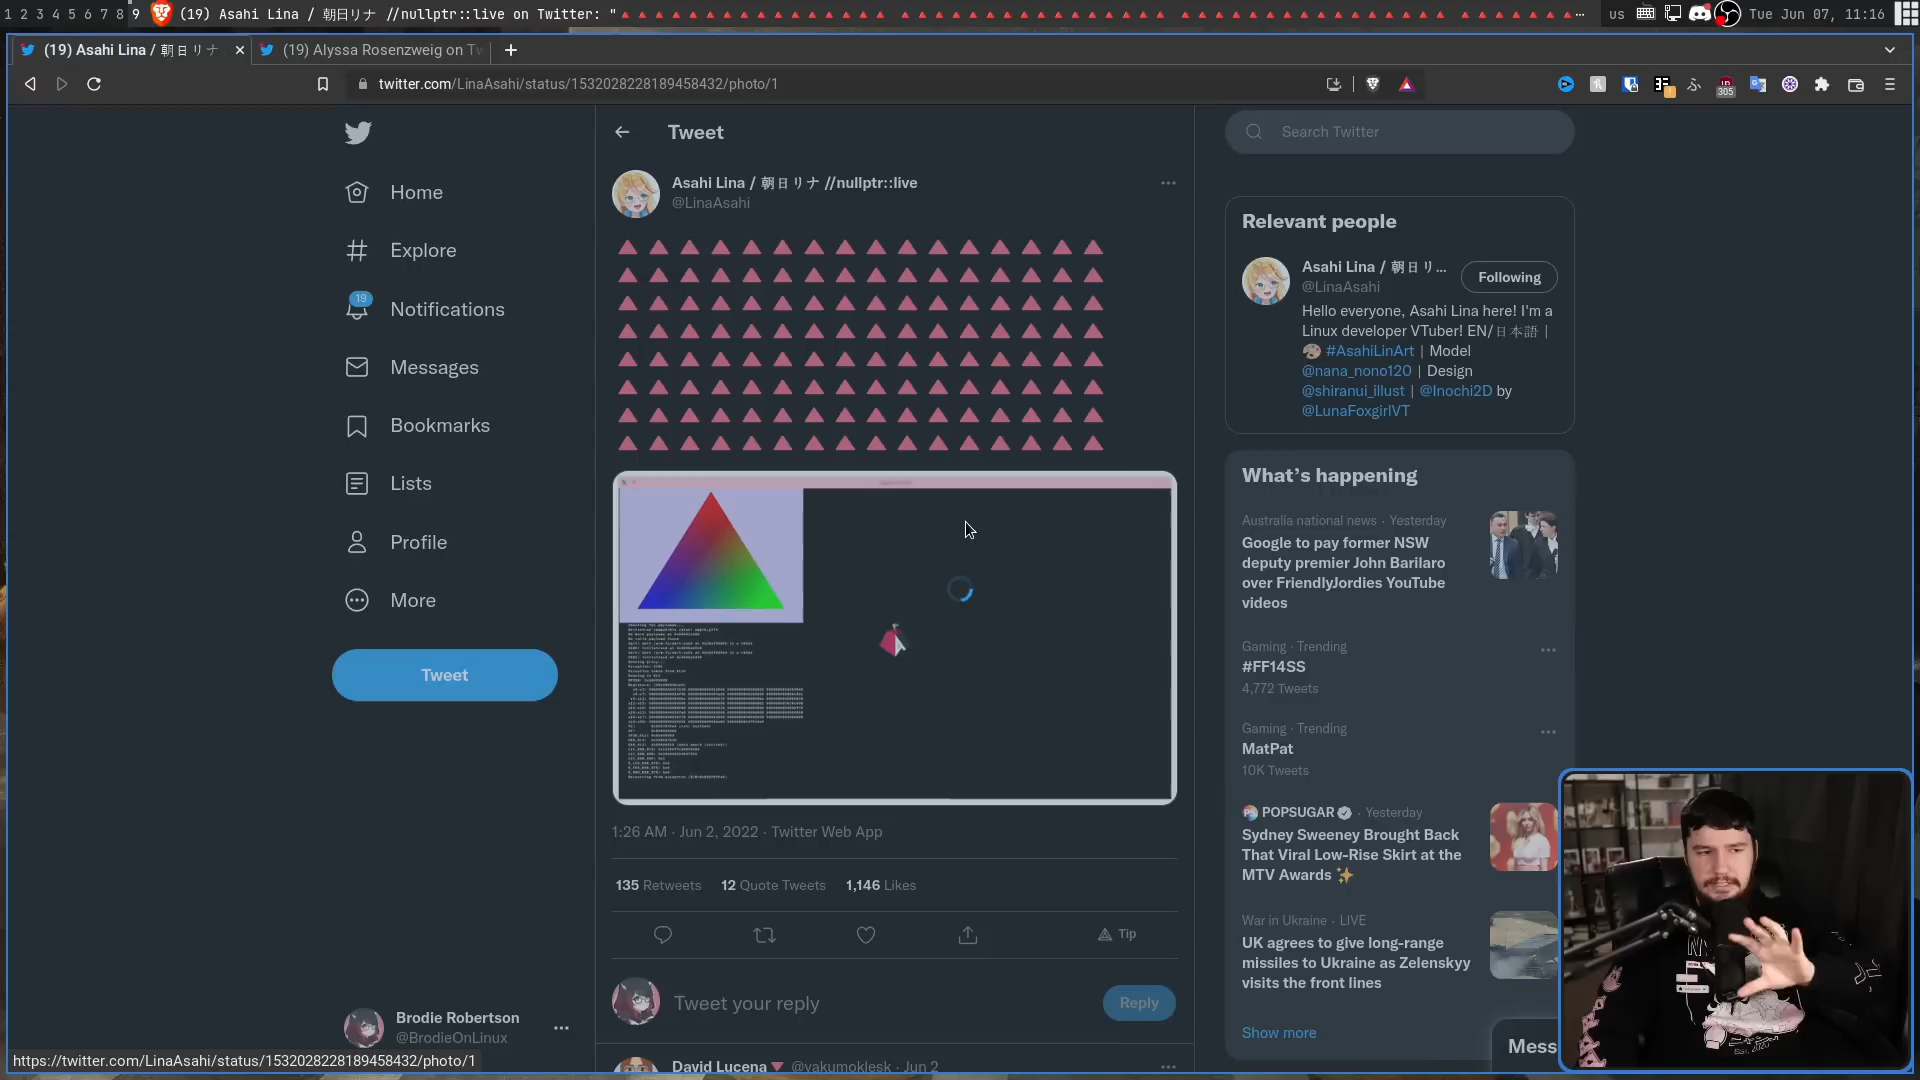 1 2 3 4 5 6 7 8 9 (19) Asahi Lina / 朝日リナ //nullptr::live on Twitter: "🔺🔺🔺🔺🔺🔺🔺🔺🔺🔺🔺🔺🔺🔺🔺🔺🔺🔺🔺🔺🔺🔺🔺🔺🔺🔺🔺🔺🔺🔺🔺… us Tue Jun 07, 11:16
(19) Asahi Lina / 朝日リナ (19) Alyssa Rosenzweig on Tw
twitter.com/LinaAsahi/status/1532028228189458432/photo/1
305
Tweet
Search Twitter
Home
Explore
19
Notifications
Messages
Bookmarks
Lists
Profile
More
Tweet
Brodie Robertson
@BrodieOnLinux
https://twitter.com/LinaAsahi/status/1532028228189458432/photo/1
Asahi Lina / 朝日リナ //nullptr::live
@LinaAsahi
🔺🔺🔺🔺🔺🔺🔺🔺🔺🔺🔺🔺🔺🔺🔺🔺
🔺🔺🔺🔺🔺🔺🔺🔺🔺🔺🔺🔺🔺🔺🔺🔺
🔺🔺🔺🔺🔺🔺🔺🔺🔺🔺🔺🔺🔺🔺🔺🔺
🔺🔺🔺🔺🔺🔺🔺🔺🔺🔺🔺🔺🔺🔺🔺🔺
🔺🔺🔺🔺🔺🔺🔺🔺🔺🔺🔺🔺🔺🔺🔺🔺
🔺🔺🔺🔺🔺🔺🔺🔺🔺🔺🔺🔺🔺🔺🔺🔺
🔺🔺🔺🔺🔺🔺🔺🔺🔺🔺🔺🔺🔺🔺🔺🔺
🔺🔺🔺🔺🔺🔺🔺🔺🔺🔺🔺🔺🔺🔺🔺🔺
1:26 AM · Jun 2, 2022 · Twitter Web App
135 Retweets 12 Quote Tweets 1,146 Likes
Tip
Tweet your reply
Reply
David Lucena @yakumoklesk · Jun 2
Relevant people
Asahi Lina / 朝日リ...
@LinaAsahi
Following
Hello everyone, Asahi Lina here! I'm a
Linux developer VTuber! EN/日本語 |
🎨 #AsahiLinArt | Model
@nana_nono120 | Design
@shiranui_illust | @Inochi2D by
@LunaFoxgirlVT
What's happening
Australia national news · Yesterday
Google to pay former NSW
deputy premier John Barilaro
over FriendlyJordies YouTube
videos
Gaming · Trending
#FF14SS
4,772 Tweets
Gaming · Trending
MatPat
10K Tweets
POPSUGAR · Yesterday
Sydney Sweeney Brought Back
That Viral Low-Rise Skirt at the
MTV Awards ✨
War in Ukraine · LIVE
UK agrees to give long-range
missiles to Ukraine as Zelenskyy
visits the front lines
Show more
Mess